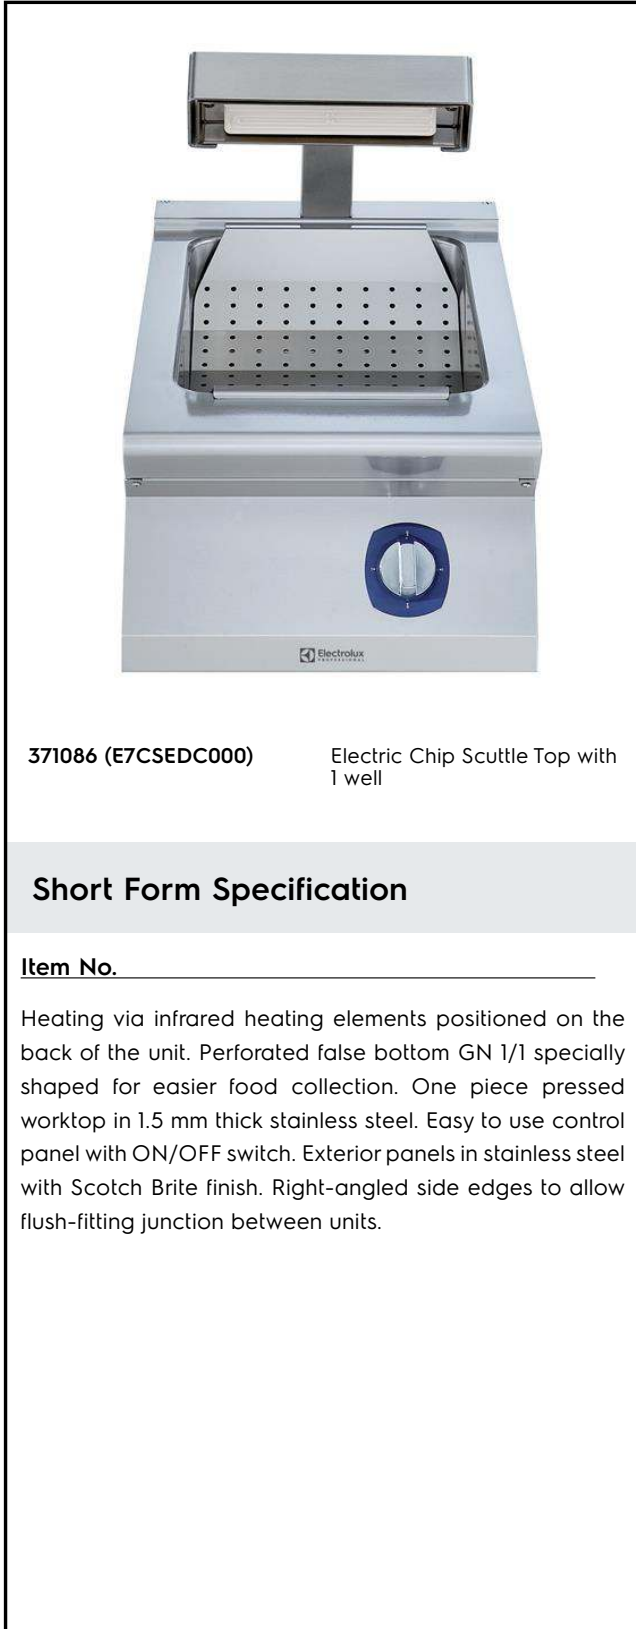 Electrolux
PROFESSIONAL
371086 (E7CSEDC000)
Electric Chip Scuttle Top with
1 well
Short Form Specification
Item No.
Heating via infrared heating elements positioned on the
back of the unit. Perforated false bottom GN 1/1 specially
shaped for easier food collection. One piece pressed
worktop in 1.5 mm thick stainless steel. Easy to use control
panel with ON/OFF switch. Exterior panels in stainless steel
with Scotch Brite finish. Right-angled side edges to allow
flush-fitting junction between units.